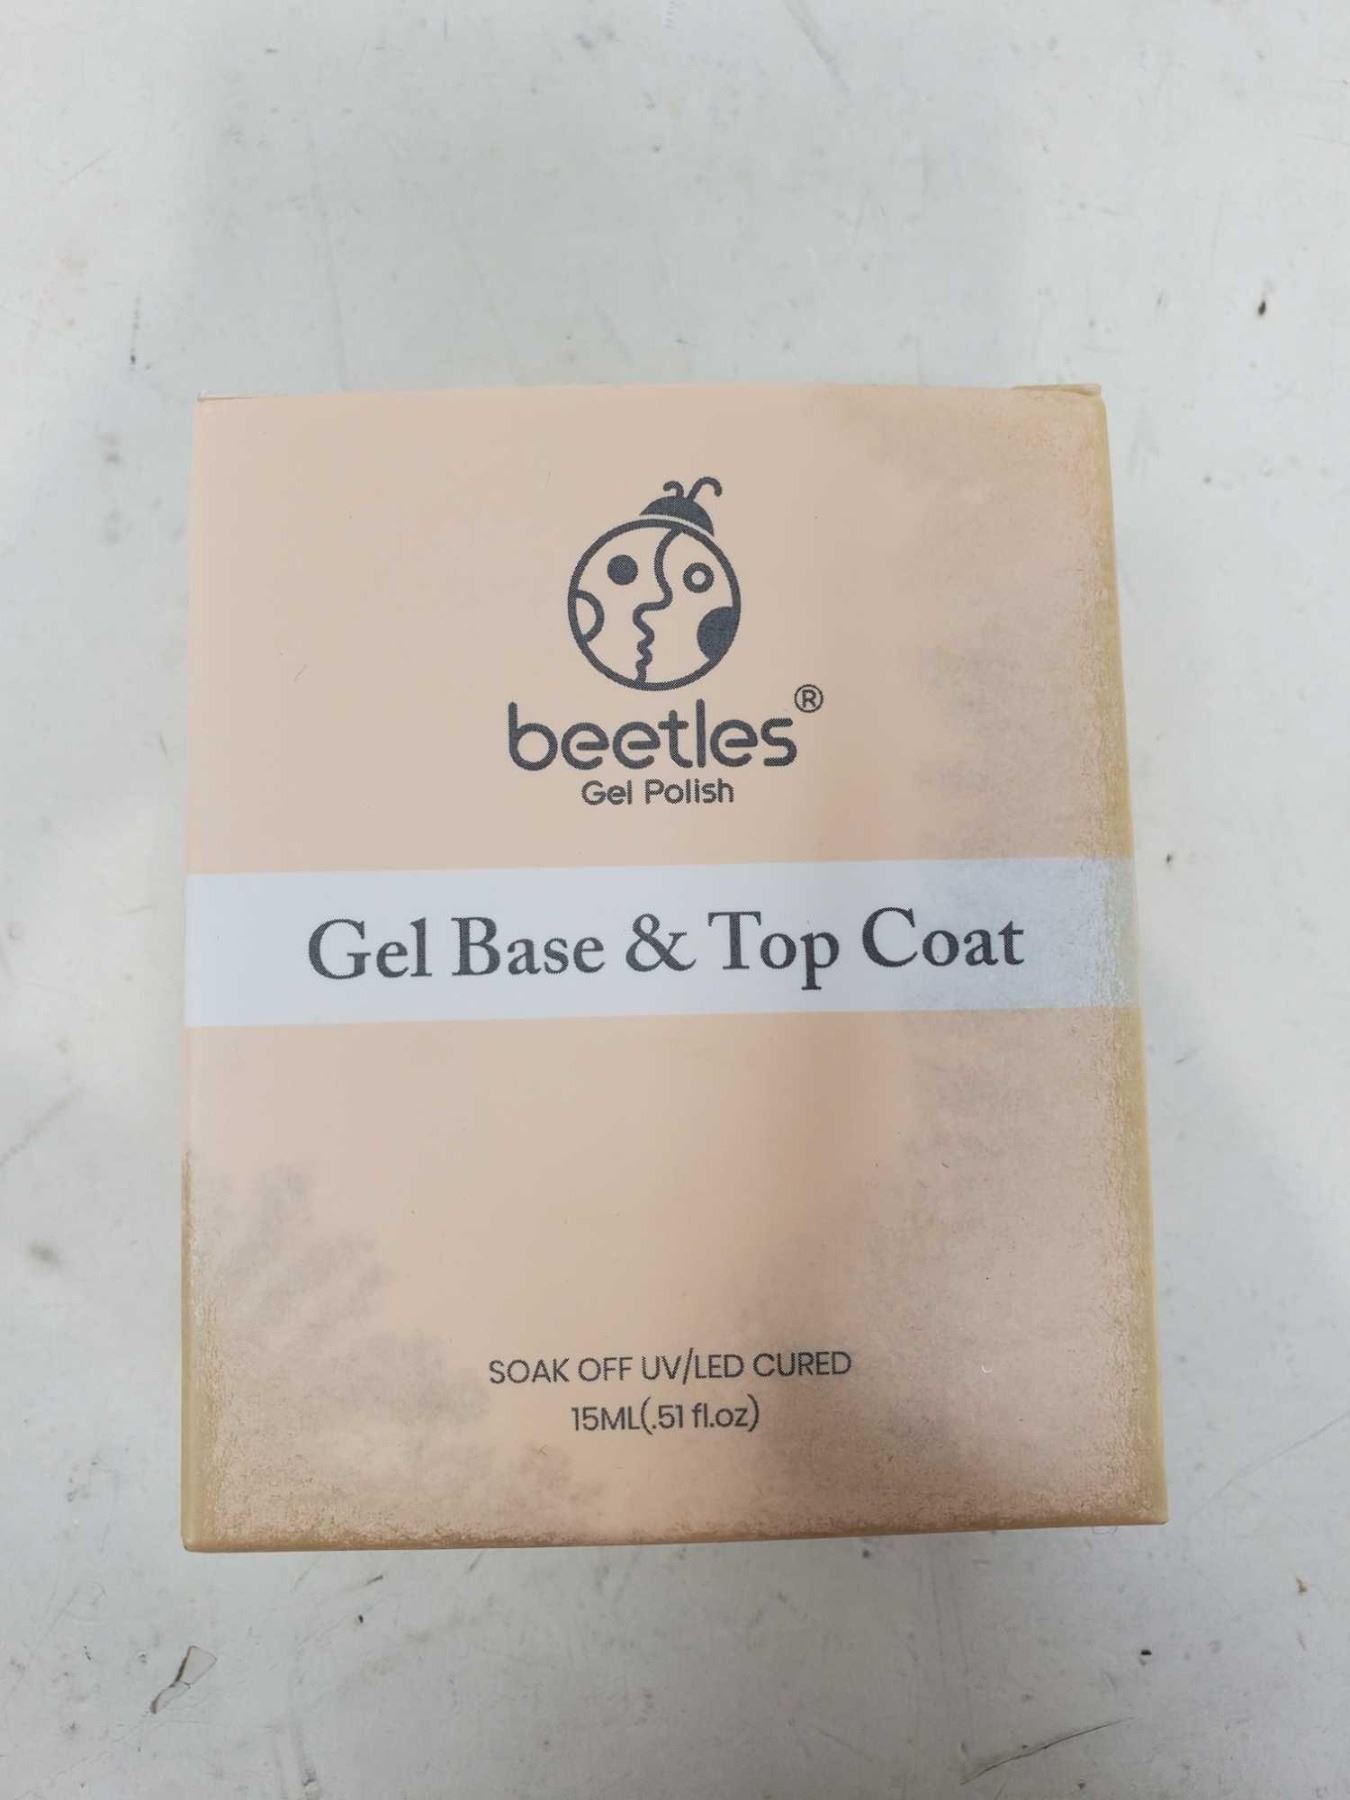 beetles®
Gel Polish
Gel Base & Top Coat
SOAK OFF UV/LED CURED
15ML(.51 fl.oz)